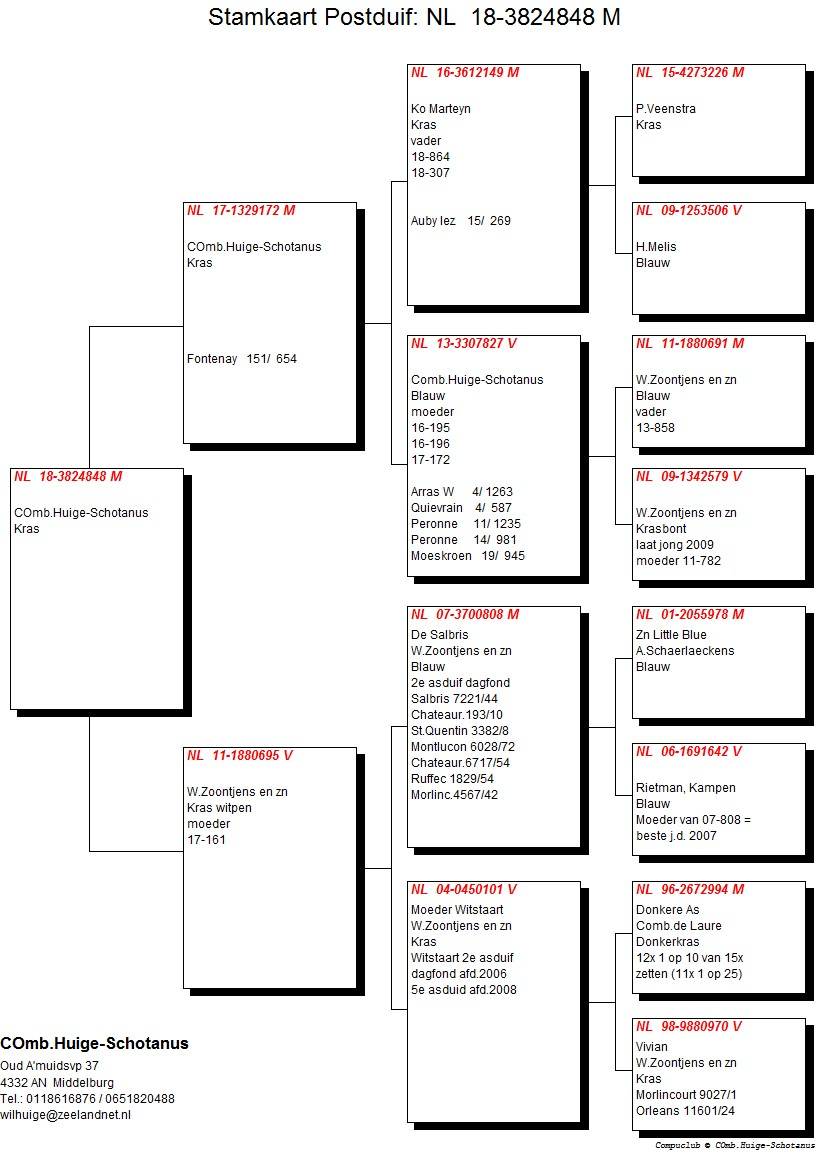 Stamkaart Postduif: NL 18-3824848 M
NL 18-3824848 M
COmb.Huige-Schotanus
Kras
NL 17-1329172 M
COmb.Huige-Schotanus
Kras
Fontenay 151/ 654
NL 11-1880695 V
W.Zoontjens en zn
Kras witpen
moeder
17-161
NL 16-3612149 M
Ko Marteyn
Kras
vader
18-864
18-307
Auby lez 15/ 269
NL 13-3307827 V
Comb.Huige-Schotanus
Blauw
moeder
16-195
16-196
17-172
Arras W 4/ 1263
Quievrain 4/ 587
Peronne 11/ 1235
Peronne 14/ 981
Moeskroen 19/ 945
NL 07-3700808 M
De Salbris
W.Zoontjens en zn
Blauw
2e asduif dagfond
Salbris 7221/44
Chateaur.193/10
St.Quentin 3382/8
Montlucon 6028/72
Chateaur.6717/54
Ruffec 1829/54
Morlinc.4567/42
NL 04-0450101 V
Moeder Witstaart
W.Zoontjens en zn
Kras
Witstaart 2e asduif
dagfond afd.2006
5e asduid afd.2008
NL 15-4273226 M
P.Veenstra
Kras
NL 09-1253506 V
H.Melis
Blauw
NL 11-1880691 M
W.Zoontjens en zn
Blauw
vader
13-858
NL 09-1342579 V
W.Zoontjens en zn
Krasbont
laat jong 2009
moeder 11-782
NL 01-2055978 M
Zn Little Blue
A.Schaerlaeckens
Blauw
NL 06-1691642 V
Rietman, Kampen
Blauw
Moeder van 07-808 =
beste j.d. 2007
NL 96-2672994 M
Donkere As
Comb.de Laure
Donkerkras
12x 1 op 10 van 15x
zetten (11x 1 op 25)
NL 98-9880970 V
Vivian
W.Zoontjens en zn
Kras
Morlincourt 9027/1
Orleans 11601/24
COmb.Huige-Schotanus
Oud A'muidsvp 37
4332 AN Middelburg
Tel.: 0118616876 / 0651820488
wilhuige@zeelandnet.nl
Compuclub © COmb.Huige-Schotanus